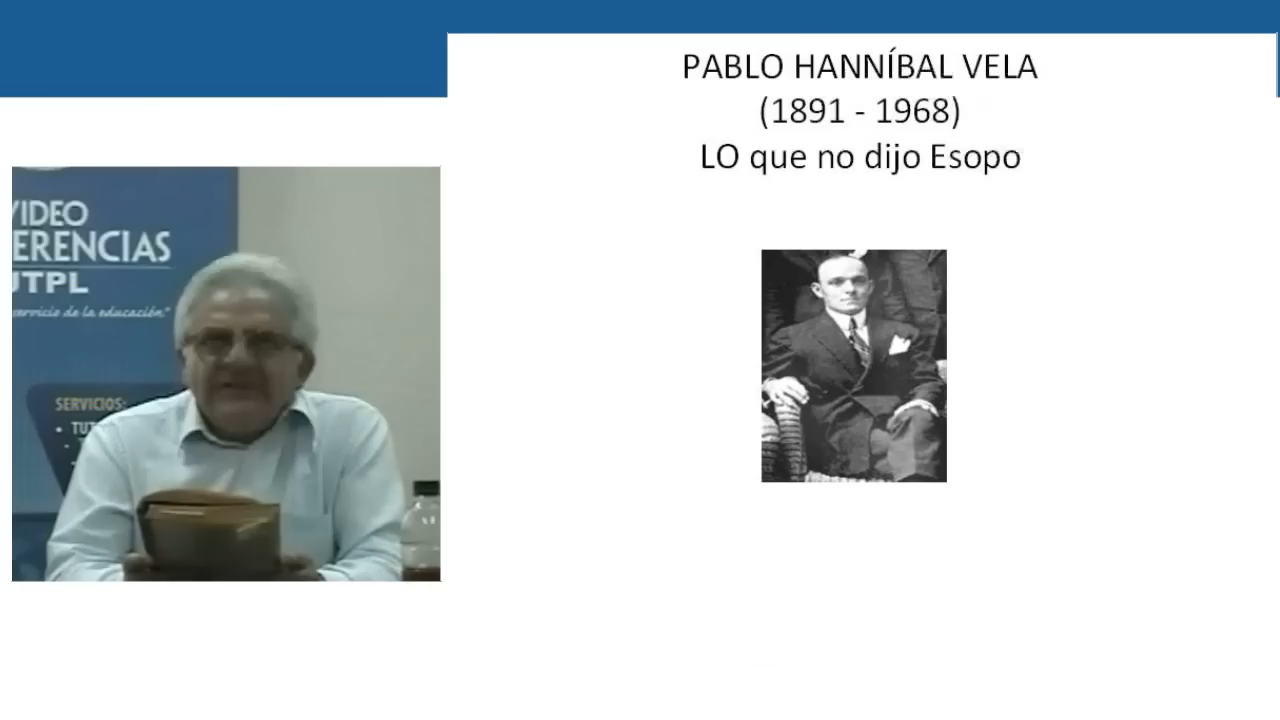 PABLO HANNÍBAL VELA
(1891 - 1968)
LO que no dijo Esopo
VIDEO
ERENCIAS
UTPL
servicio de la educación"
SERVICIOS: